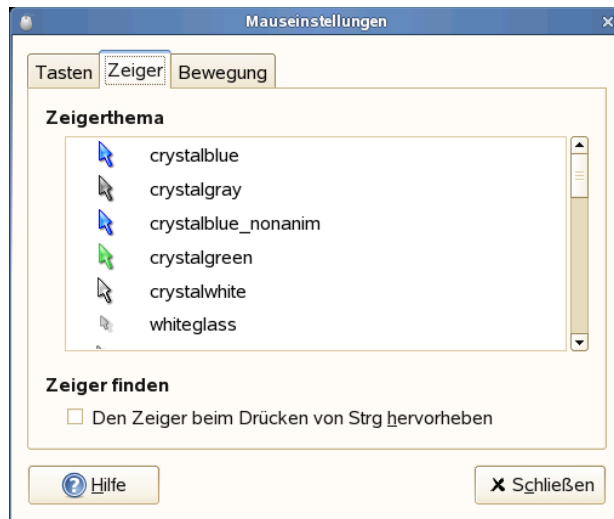 Mauseinstellungen
Tasten Zeiger Bewegung
Zeigerthema
crystalblue
crystalgray
crystalblue_nonanim
crystalgreen
crystalwhite
whiteglass
Zeiger finden
Den Zeiger beim Drücken von Strg hervorheben
Hilfe Schließen